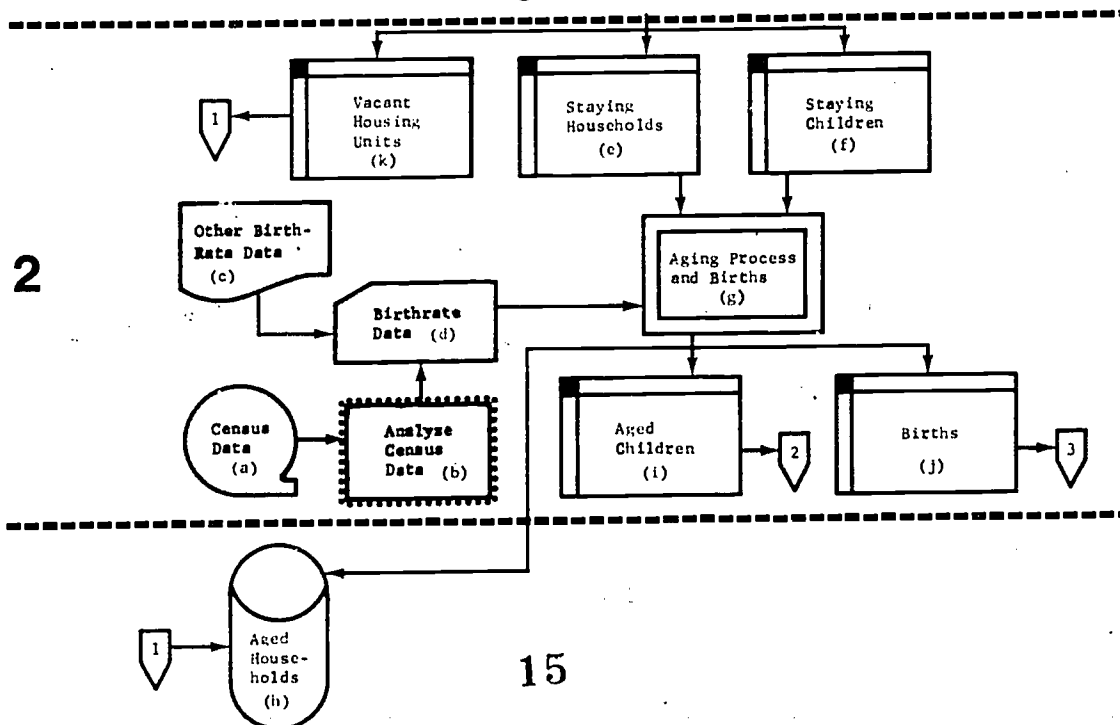 Vacant
Housing
Units
(k)
Staying
Households
(e)
Staying
Children
(f)
1
2
Other Birth-
Rate Data
(c)
Aging Process
and Births
(g)
Birthrate
Data (d)
Census
Data
(a)
Analyze
Census
Data (b)
Aged
Children
(i)
2
Births
(j)
3
1
Aged
House-
holds
(h)
15